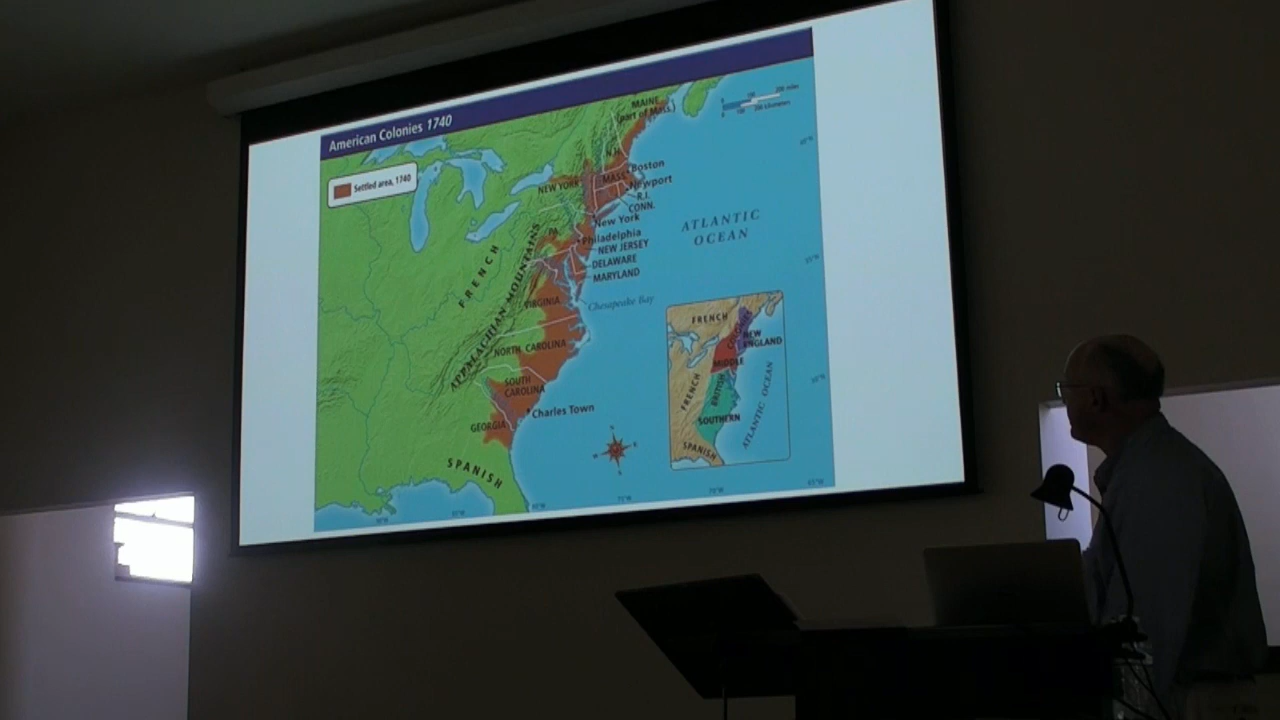 American Colonies 1740
Settled area, 1740
MAINE
(part of Mass.)
N.H.
NEW YORK
MASS.
Boston
Newport
R.I.
CONN.
New York
PA.
Philadelphia
NEW JERSEY
DELAWARE
MARYLAND
FRENCH
APPALACHIAN MOUNTAINS
VIRGINIA
Chesapeake Bay
NORTH CAROLINA
SOUTH
CAROLINA
Charles Town
GEORGIA
SPANISH
ATLANTIC
OCEAN
FRENCH
NEW
ENGLAND
COLONIES
MIDDLE
FRENCH
BRITISH
SOUTHERN
ATLANTIC OCEAN
SPANISH